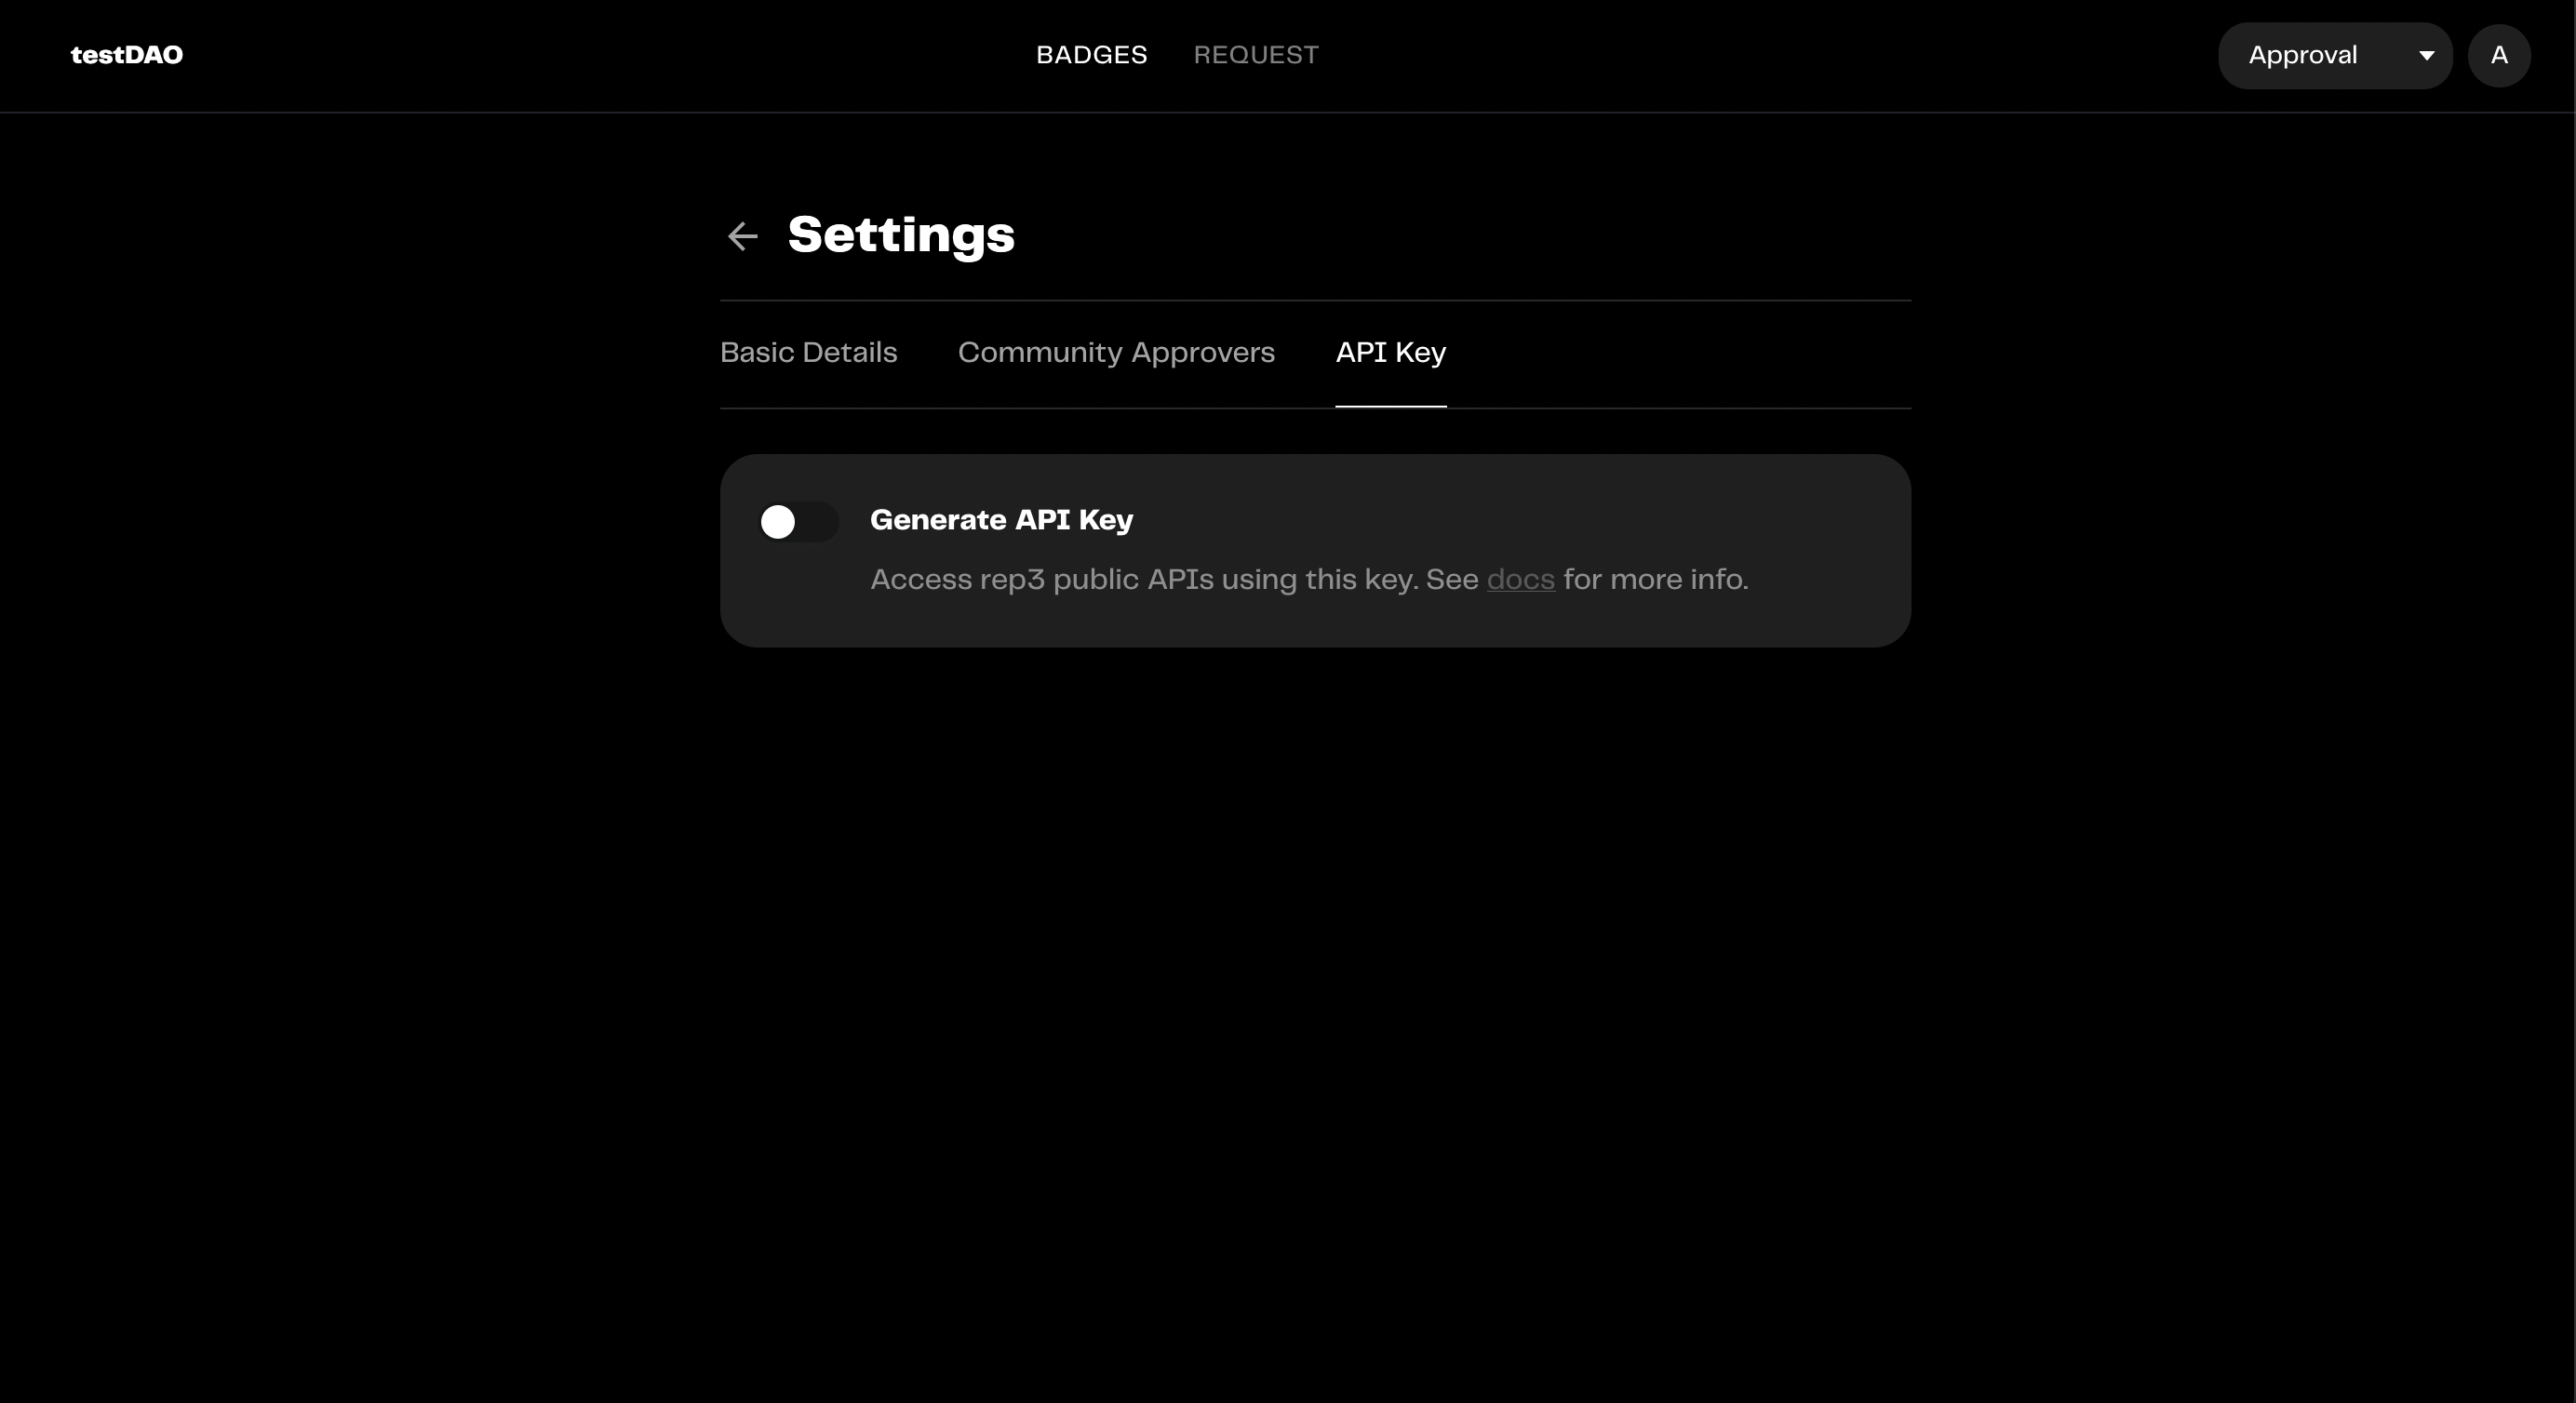 testDAO
BADGES
REQUEST
Approval
A
Settings
Basic Details
Community Approvers
API Key
Generate API Key
Access rep3 public APIs using this key. See docs for more info.